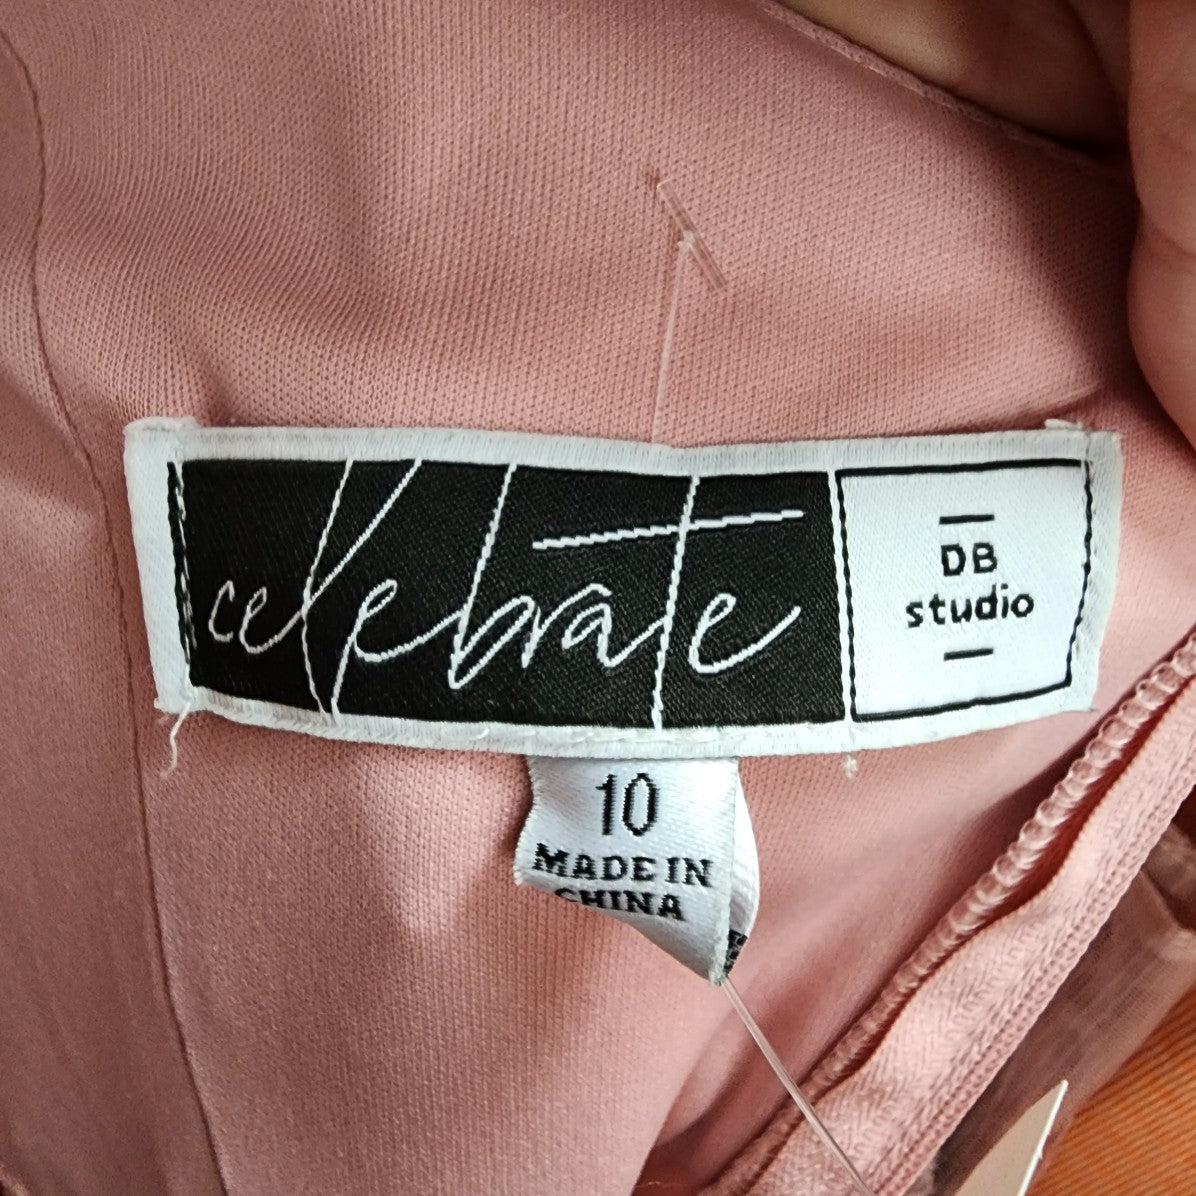 celebrate
DB
studio
10
MADE IN
CHINA